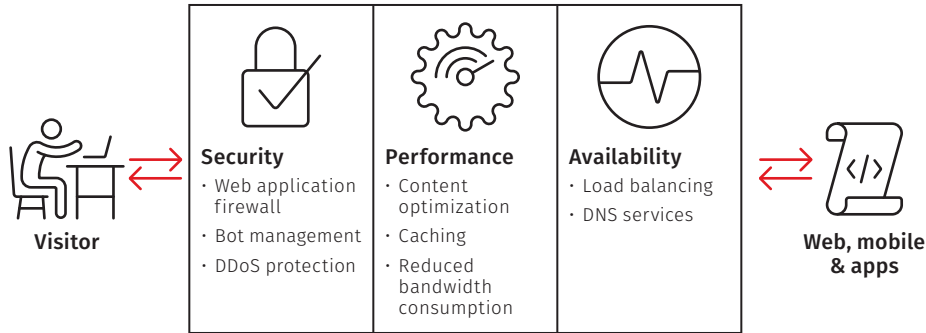 Visitor
Security
· Web application
firewall
· Bot management
· DDoS protection
Performance
· Content
optimization
· Caching
· Reduced
bandwidth
consumption
Availability
· Load balancing
· DNS services
</>
Web, mobile
& apps